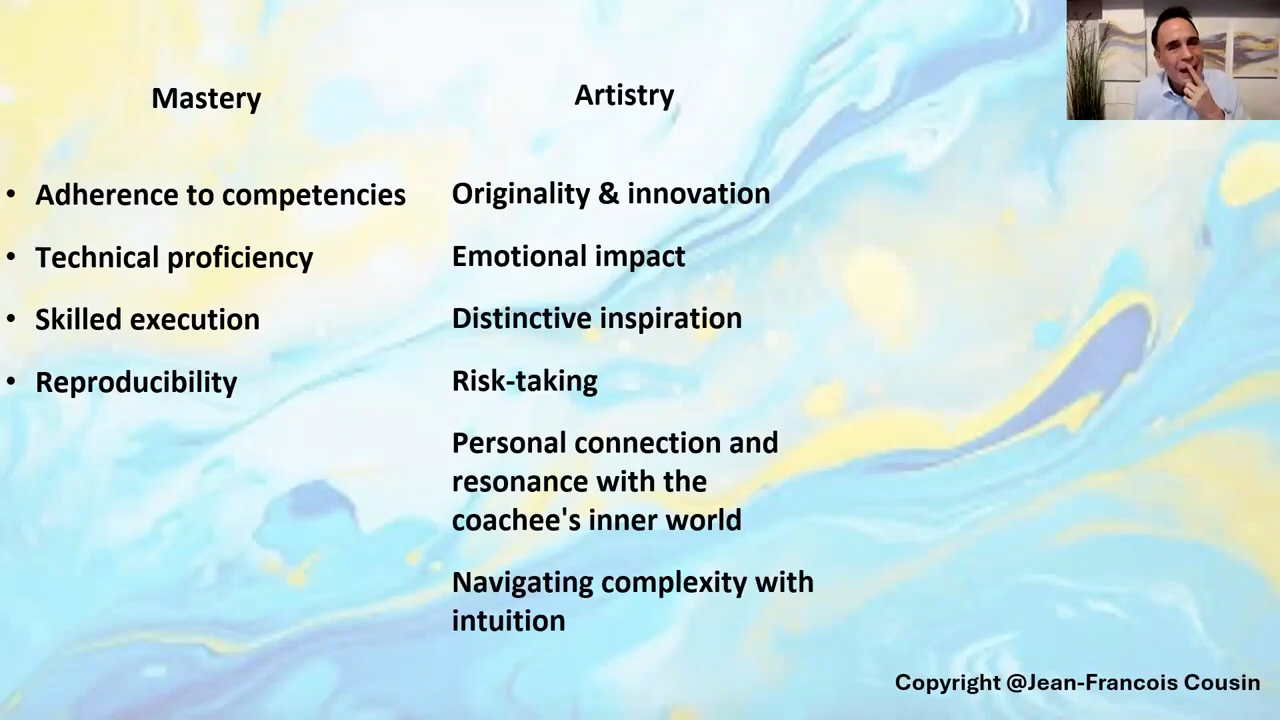 Mastery
• Adherence to competencies
• Technical proficiency
• Skilled execution
• Reproducibility
Artistry
Originality & innovation
Emotional impact
Distinctive inspiration
Risk-taking
Personal connection and
resonance with the
coachee's inner world
Navigating complexity with
intuition
Copyright @Jean-Francois Cousin